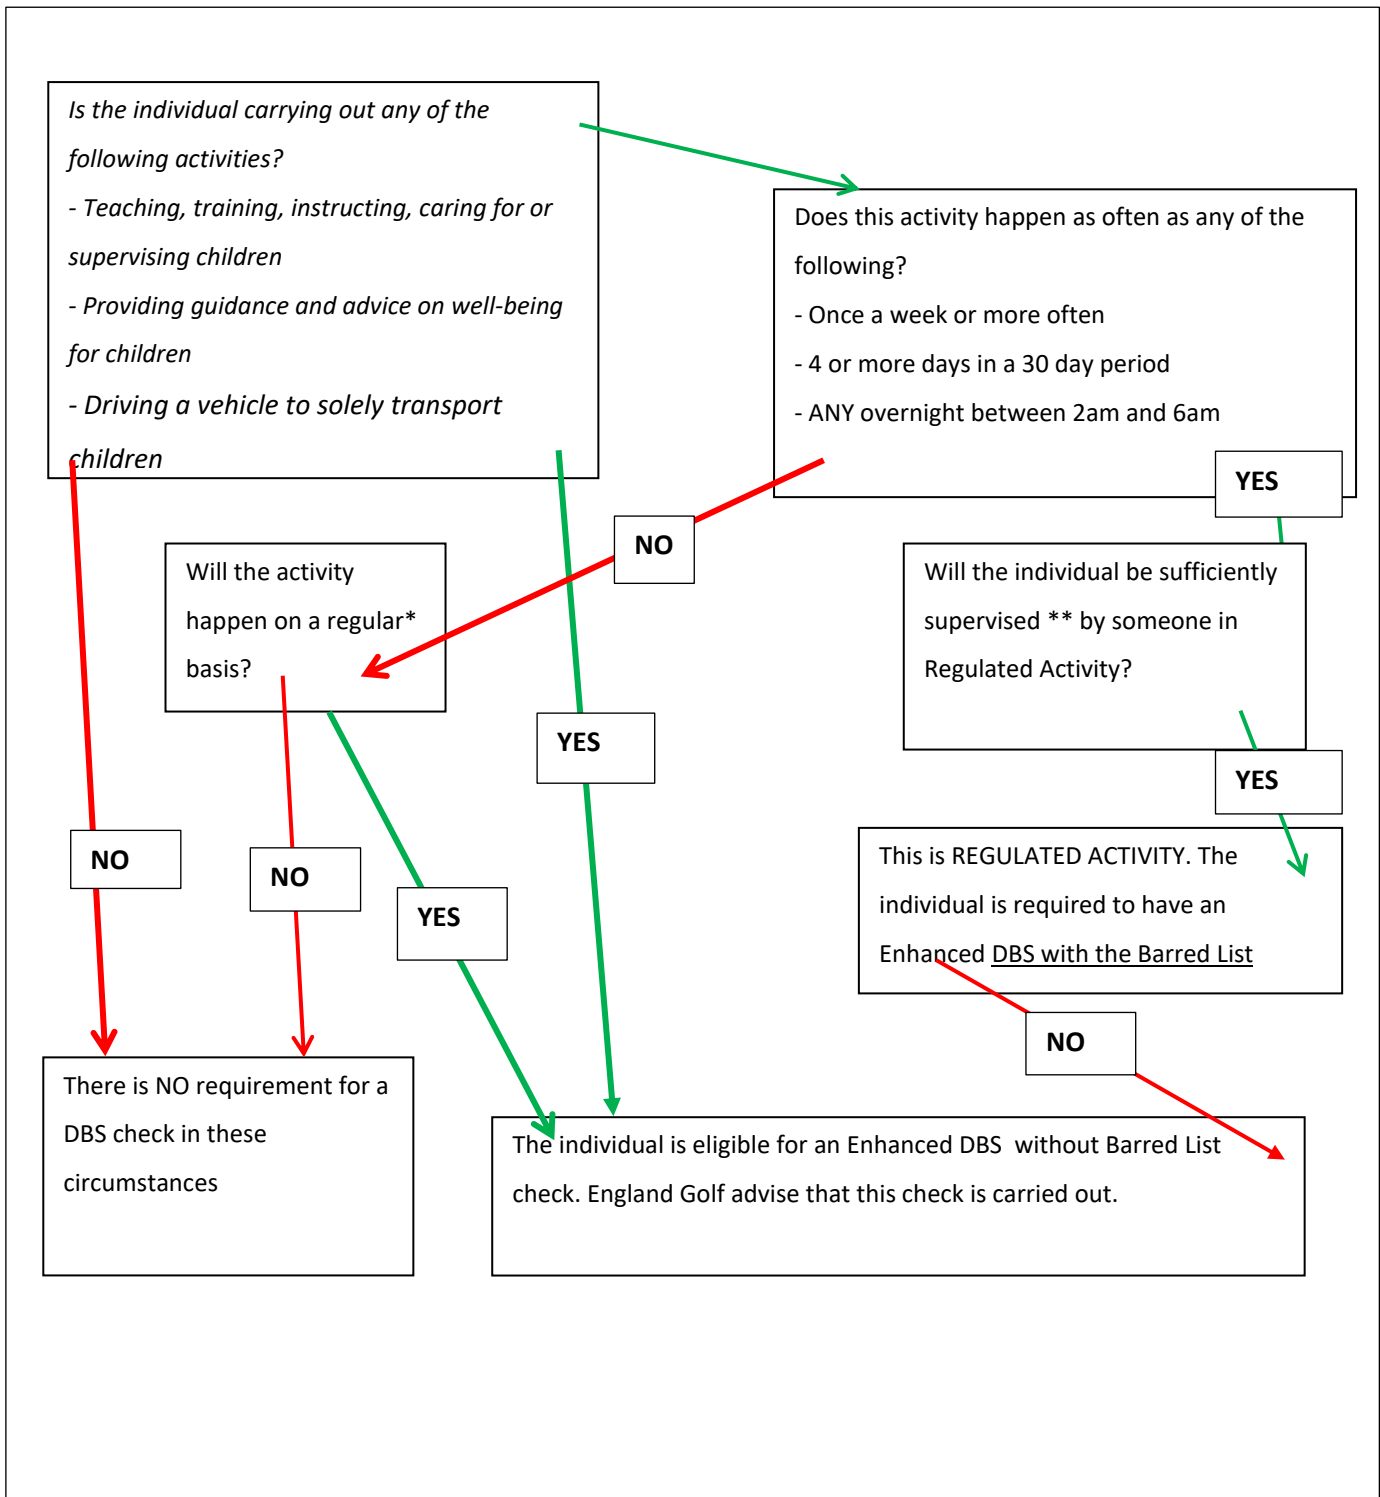 Is the individual carrying out any of the
following activities?
- Teaching, training, instructing, caring for or
supervising children
- Providing guidance and advice on well-being
for children
- Driving a vehicle to solely transport
children
Does this activity happen as often as any of the
following?
- Once a week or more often
- 4 or more days in a 30 day period
- ANY overnight between 2am and 6am
YES
NO
Will the activity
happen on a regular*
basis?
Will the individual be sufficiently
supervised ** by someone in
Regulated Activity?
YES
YES
NO
NO
YES
This is REGULATED ACTIVITY. The
individual is required to have an
Enhanced DBS with the Barred List
NO
There is NO requirement for a
DBS check in these
circumstances
The individual is eligible for an Enhanced DBS  without Barred List
check. England Golf advise that this check is carried out.